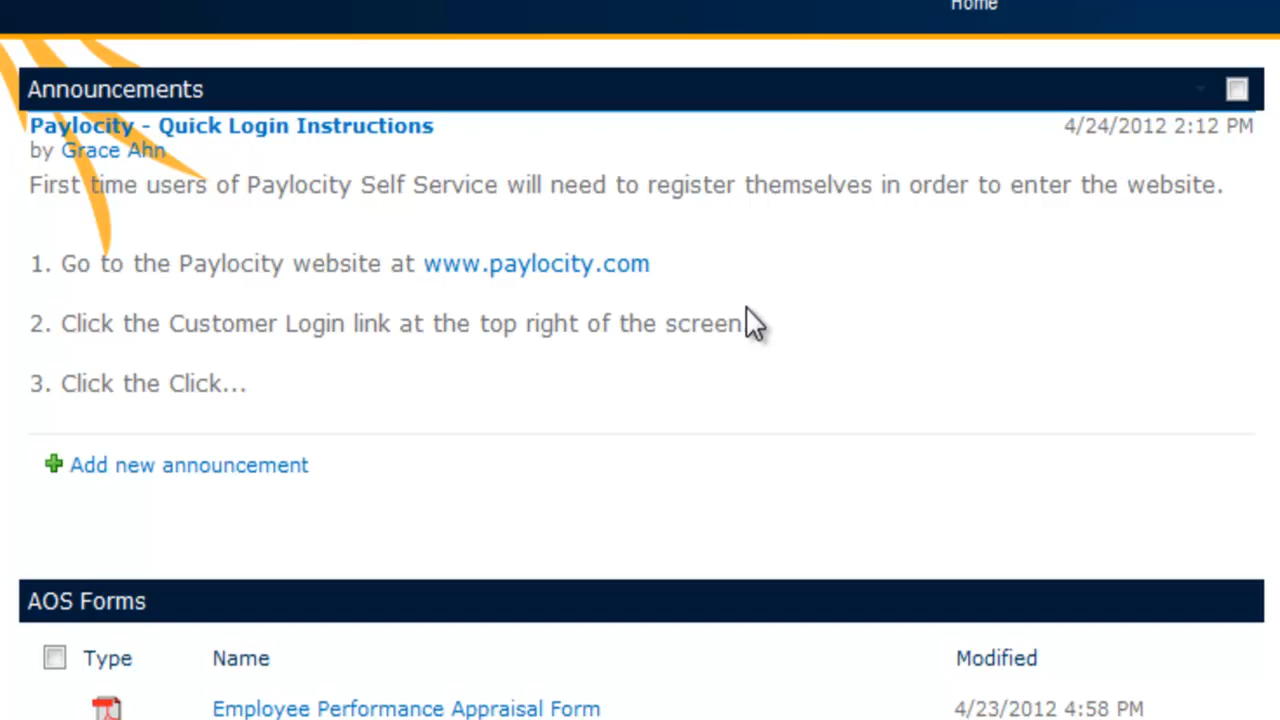 Home
Announcements
Paylocity - Quick Login Instructions 4/24/2012 2:12 PM
by Grace Ahn
First time users of Paylocity Self Service will need to register themselves in order to enter the website.
1. Go to the Paylocity website at www.paylocity.com
2. Click the Customer Login link at the top right of the screen
3. Click the Click...
Add new announcement
AOS Forms
Type Name Modified
Employee Performance Appraisal Form 4/23/2012 4:58 PM